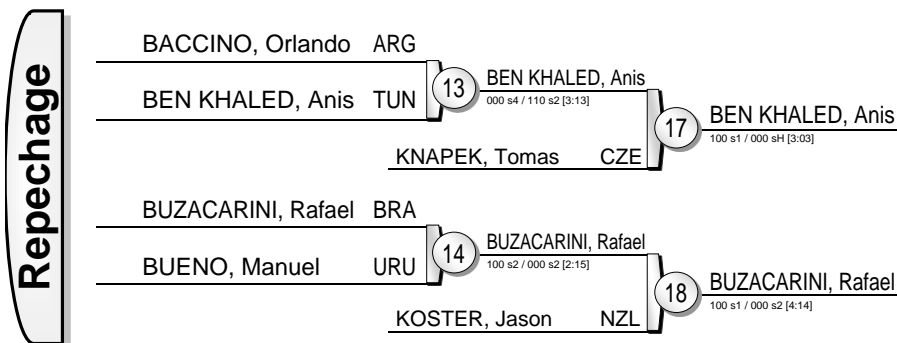 Repechage
BACCINO, Orlando ARG
BEN KHALED, Anis TUN
13
BEN KHALED, Anis
000 s4 / 110 s2 [3:13]
KNAPEK, Tomas CZE
17
BEN KHALED, Anis
100 s1 / 000 sH [3:03]
BUZACARINI, Rafael BRA
BUENO, Manuel URU
14
BUZACARINI, Rafael
100 s2 / 000 s2 [2:15]
KOSTER, Jason NZL
18
BUZACARINI, Rafael
100 s1 / 000 s2 [4:14]